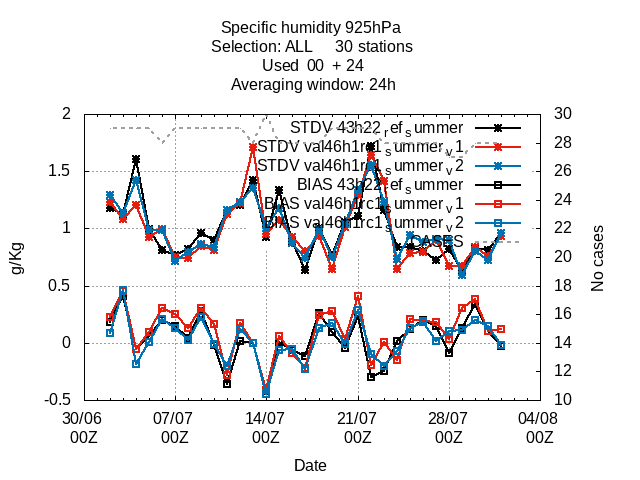 Specific humidity 925hPa
Selection: ALL 30 stations
Used 00 + 24
Averaging window: 24h
2
1.5
1
0.5
0
-0.5
g/Kg
STDV 43h22_ref_summer
STDV val46h1rc1_summer_v1
STDV val46h1rc1_summer_v2
BIAS 43h22_ref_summer
BIAS val46h1rc1_summer_v1
BIAS val46h1rc1_summer_v2
CASES
30
28
26
24
22
20
18
16
14
12
10
No cases
30/06 07/07 14/07 21/07 28/07 04/08
00Z 00Z 00Z 00Z 00Z 00Z
Date